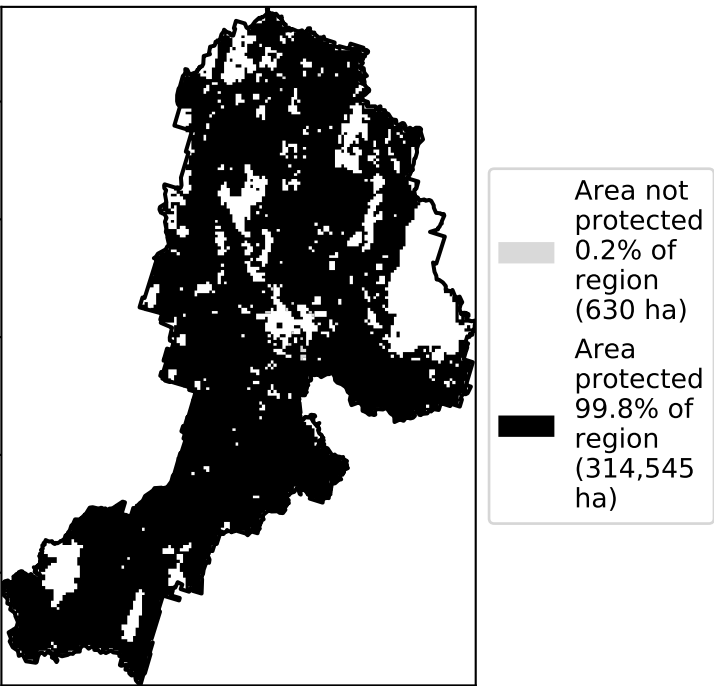 Area not
protected
0.2% of
region
(630 ha)
Area
protected
99.8% of
region
(314,545
ha)